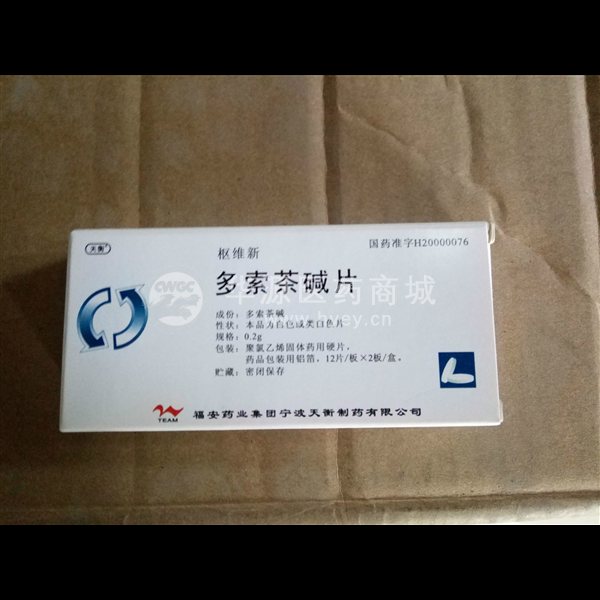 天衡
枢维新
国药准字H20000076
多索茶碱片
CWGC 华源医药商城
www.hyey.cn
成份：多索茶碱
性状：本品为白色或类白色片
规格：0.2g
包装：聚氯乙烯固体药用硬片，
药品包装用铝箔，12片/板×2板/盒。
贮藏：密闭保存
TEAM
福安药业集团宁波天衡制药有限公司